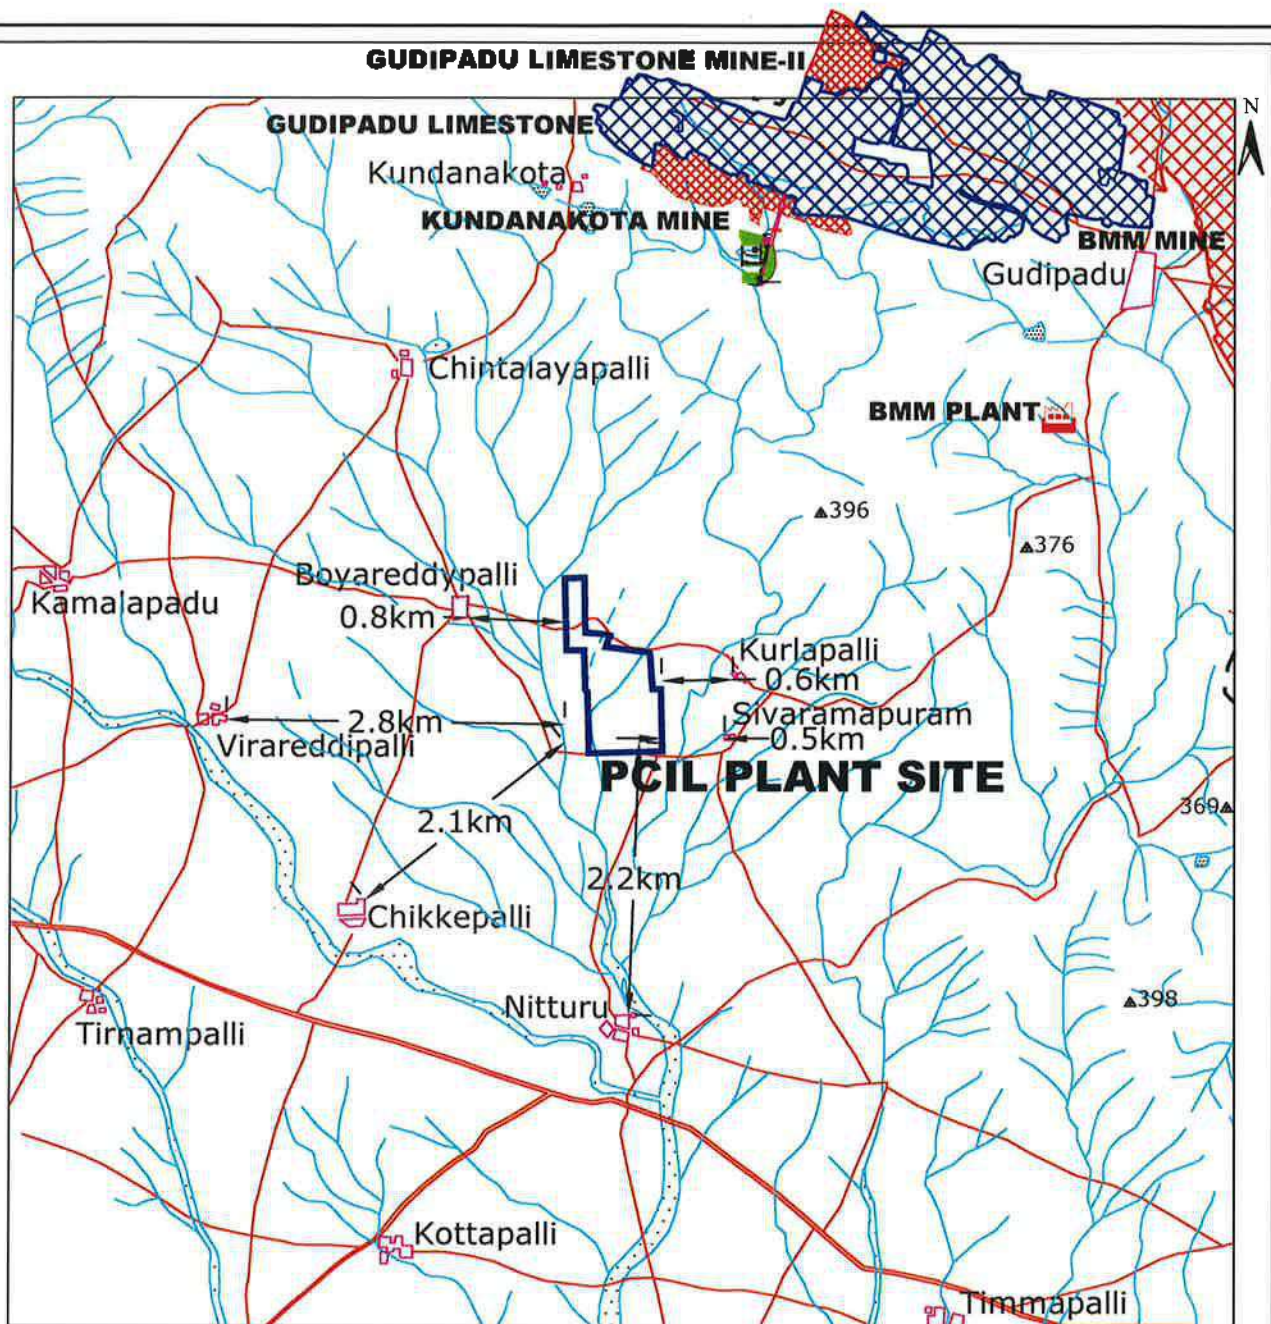 GUDIPADU LIMESTONE MINE-II
N
GUDIPADU LIMESTONE
Kundanakota
KUNDANAKOTA MINE
BMM MINE
Gudipadu
Chintalayapalli
BMM PLANT
396
376
Boyareddypalli
Kamalapadu
0.8km
Kurlapalli
0.6km
Sivaramapuram
2.8km
0.5km
Virareddipalli
PCIL PLANT SITE
369
2.1km
2.2km
Chikkepalli
398
Nitturu
Tirnampalli
Kottapalli
Timmapalli